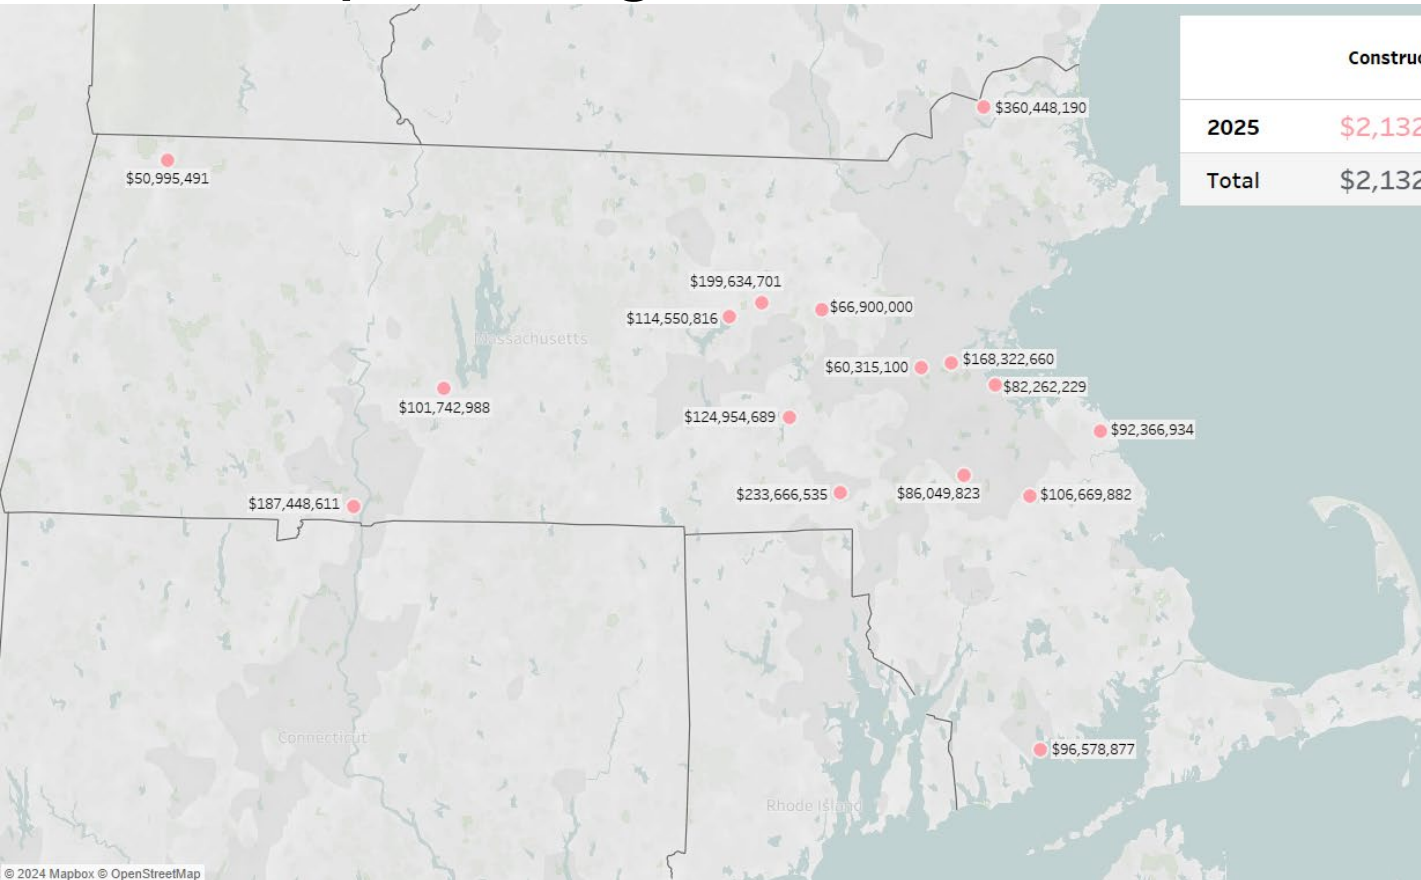 Construc
$360,448,190
2025 $2,132
$50,995,491
Total $2,132
$199,634,701
$66,900,000
$114,550,816
Massachusetts
$168,322,660
$60,315,100
$82,262,229
$101,742,988
$124,954,689
$92,366,934
$233,666,535
$86,049,823
$106,669,882
$187,448,611
Connecticut
$96,578,877
Rhode Island
© 2024 Mapbox © OpenStreetMap